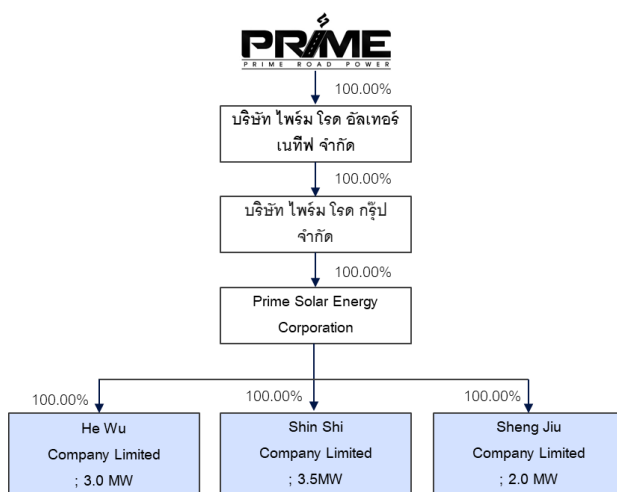 PRIME
PRIME ROAD POWER
100.00%
บริษัท ไพร์ม โรด อัลเทอร์
เนทีฟ จำกัด
100.00%
บริษัท ไพร์ม โรด กรุ๊ป
จำกัด
100.00%
Prime Solar Energy
Corporation
100.00%
100.00%
100.00%
He Wu
Company Limited
; 3.0 MW
Shin Shi
Company Limited
; 3.5MW
Sheng Jiu
Company Limited
; 2.0 MW